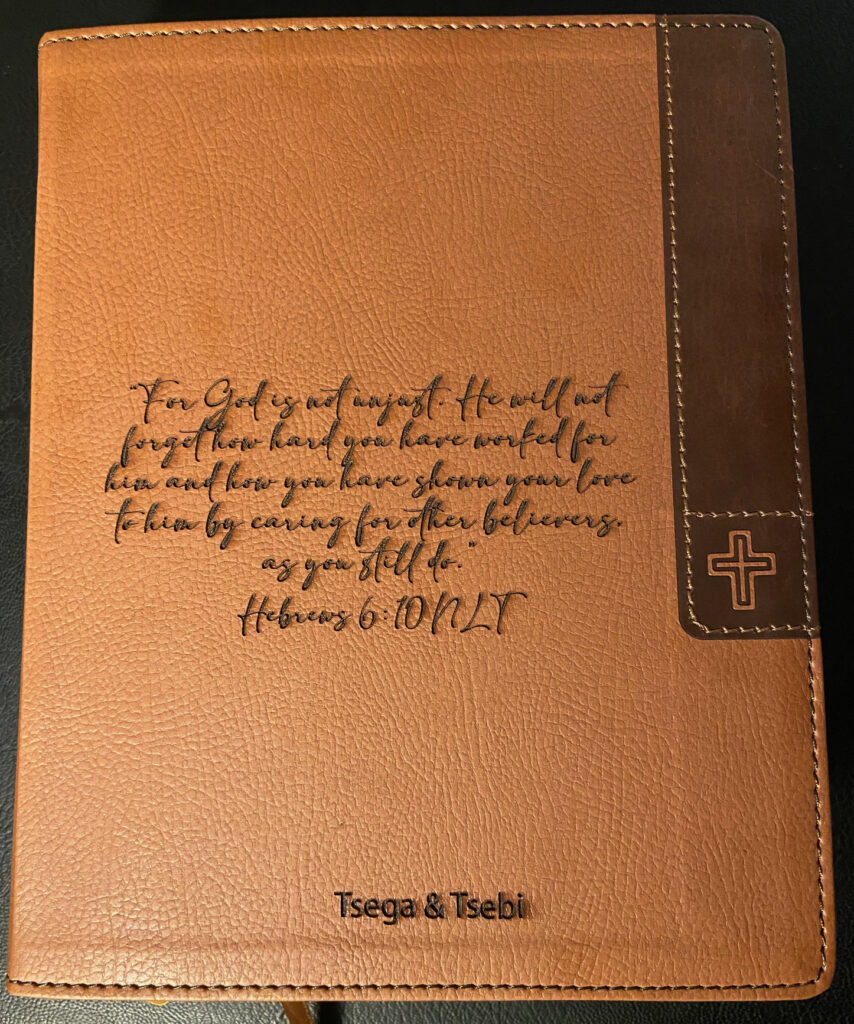 "For God is not unjust. He will not
forget how hard you have worked for
him and how you have shown your love
to him by caring for other believers,
as you still do."
Hebrews 6:10 NLT
Tsega & Tsebi